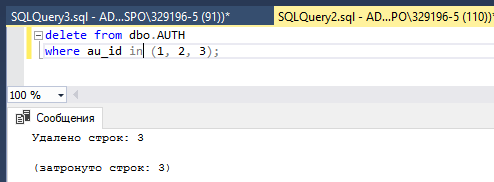 SQLQuery3.sql - AD...SPO\329196-5 (91))*
SQLQuery2.sql - AD...PO\329196-5 (110))*
delete from dbo.AUTH
where au_id in (1, 2, 3);
100 %
Сообщения
Удалено строк: 3
(затронуто строк: 3)